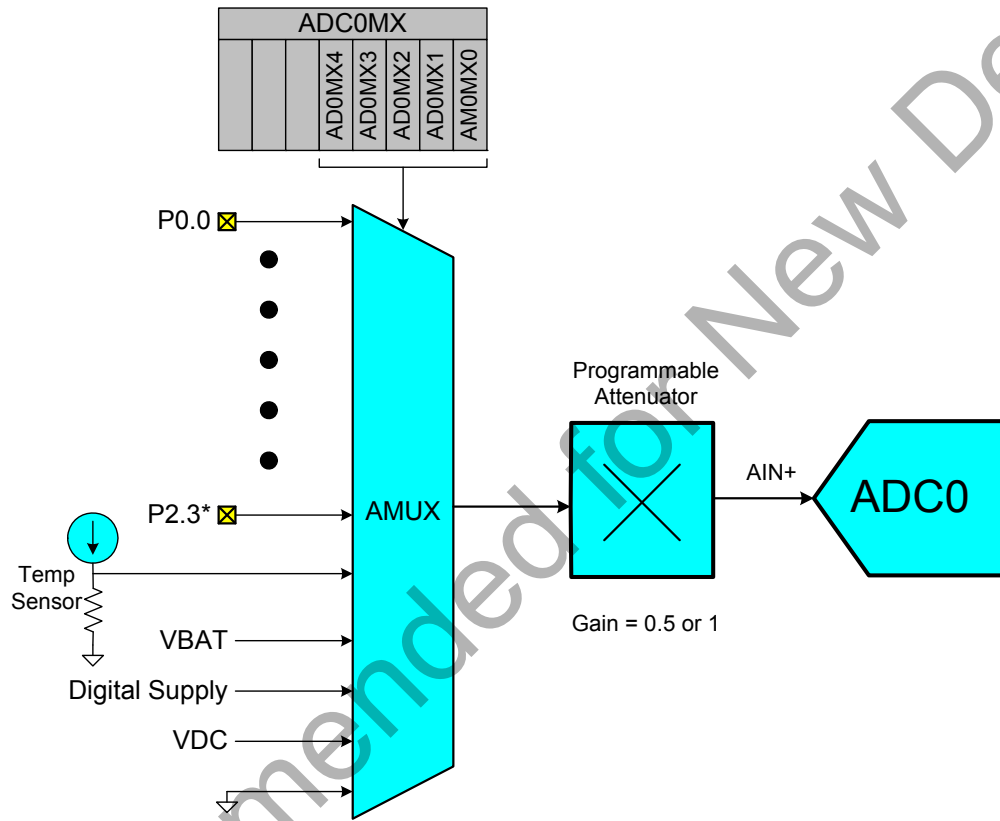 ADC0MX
AD0MX4
AD0MX3
AD0MX2
AD0MX1
AM0MX0
P0.0
Programmable
Attenuator
AIN+
ADC0
P2.3*
AMUX
Temp
Sensor
Gain = 0.5 or 1
VBAT
Digital Supply
VDC
mended for New De